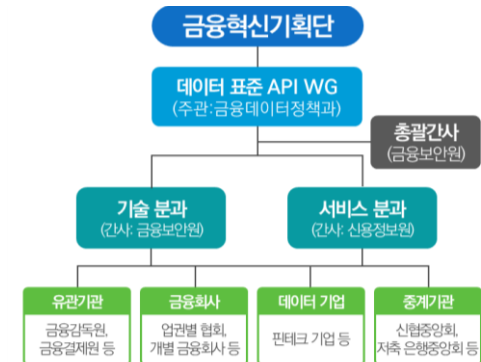 금융혁신기획단
데이터 표준 API WG
(주관:금융데이터정책과)
총괄간사
(금융보안원)
기술 분과
(간사: 금융보안원)
서비스 분과
(간사: 신용정보원)
유관기관
금융감독원,
금융결제원 등
금융회사
업권별 협회,
개별 금융회사 등
데이터 기업
핀테크 기업 등
중계기관
신협중앙회,
저축 은행중앙회 등